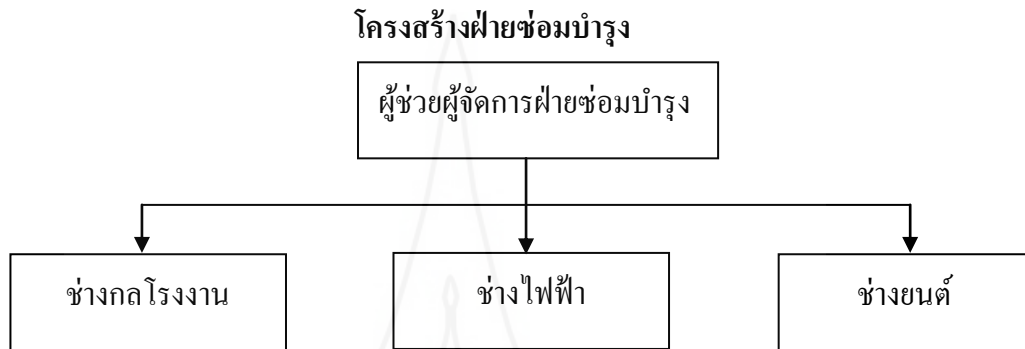 โครงสร้างฝ่ายซ่อมบำรุง
ผู้ช่วยผู้จัดการฝ่ายซ่อมบำรุง
ช่างกลโรงงาน
ช่างไฟฟ้า
ช่างยนต์